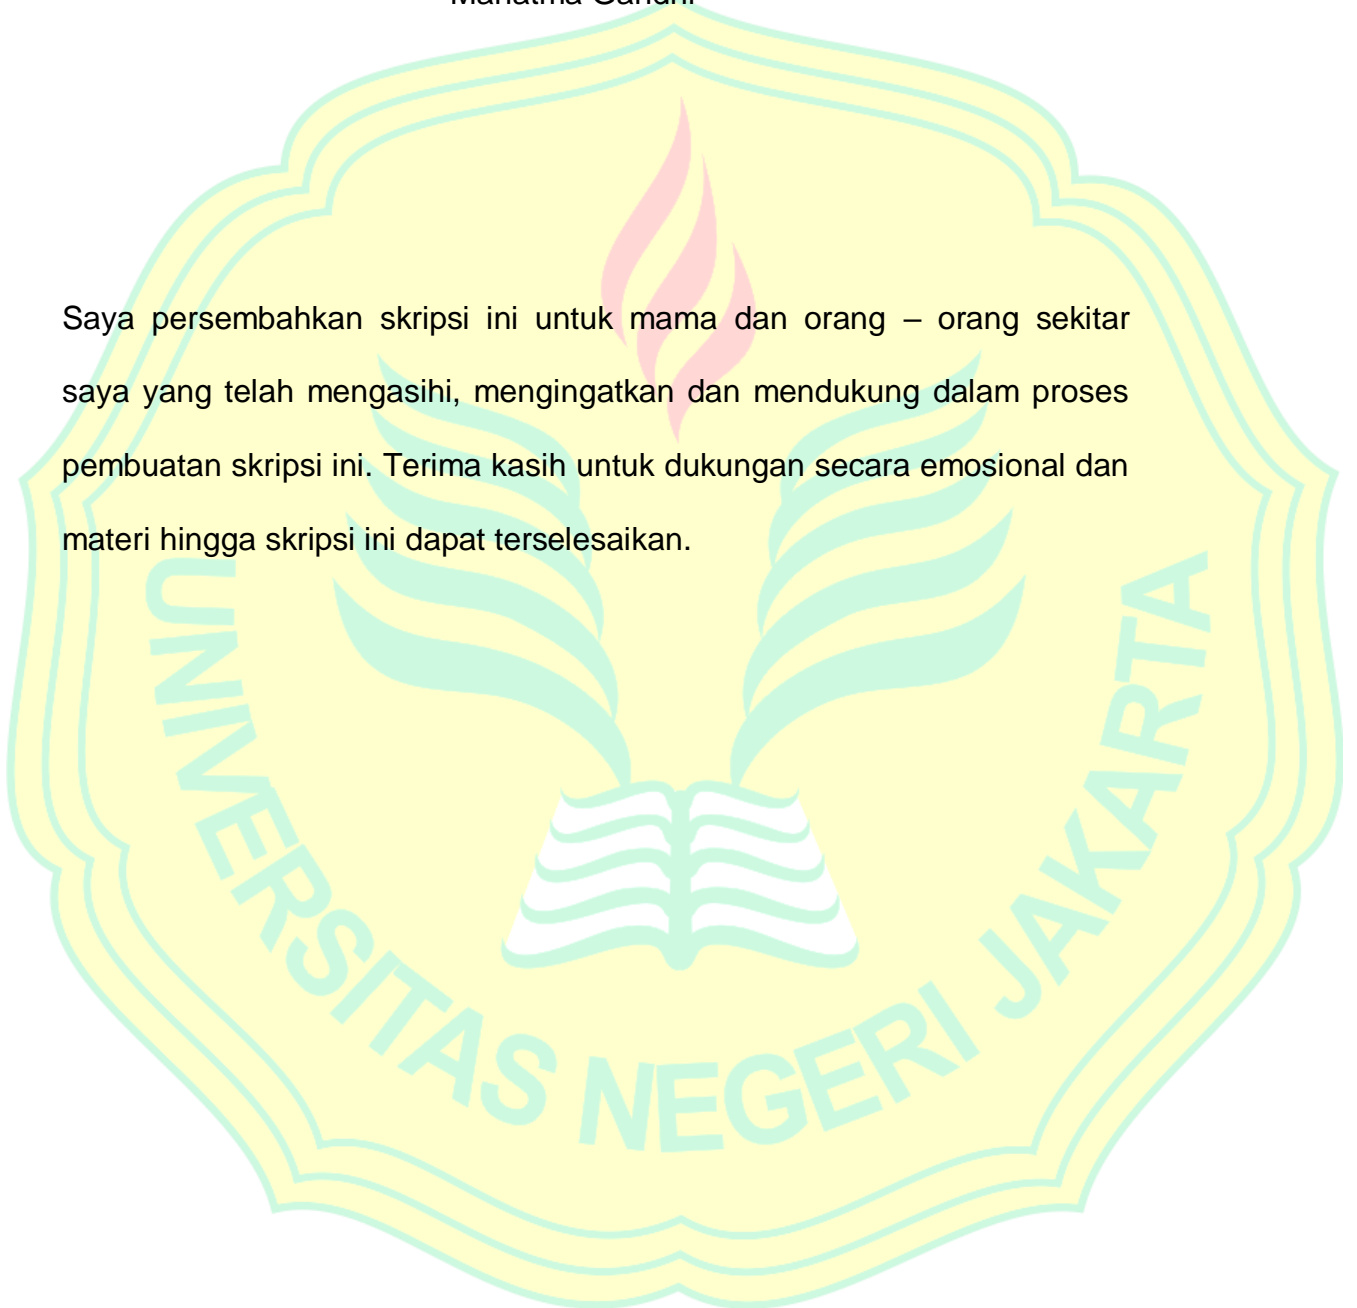 Mahatma Gandhi
Saya persembahkan skripsi ini untuk mama dan orang – orang sekitar
saya yang telah mengasihi, mengingatkan dan mendukung dalam proses
pembuatan skripsi ini. Terima kasih untuk dukungan secara emosional dan
materi hingga skripsi ini dapat terselesaikan.
UNIVERSITAS NEGERI JAKARTA